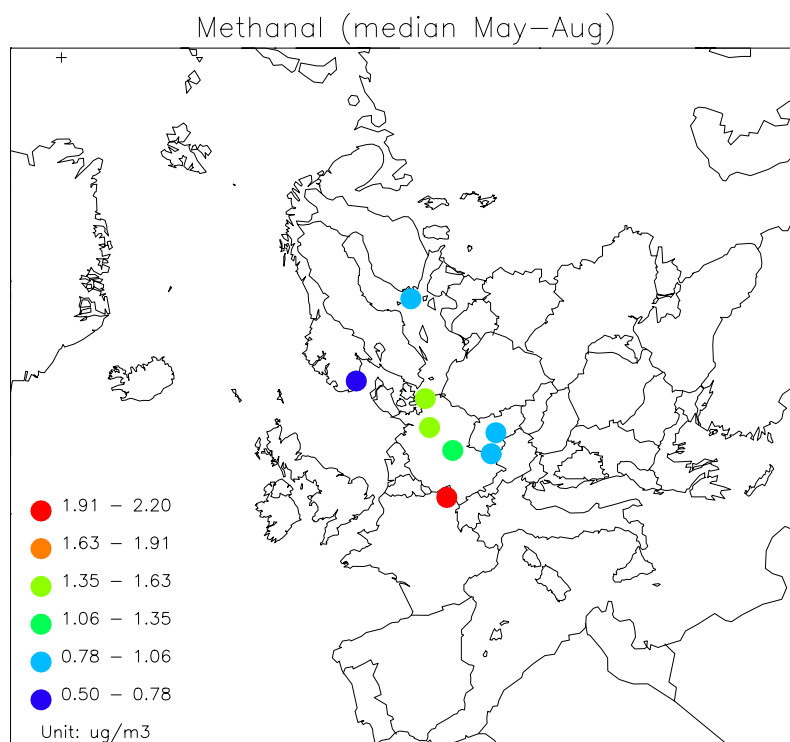 Methanal (median May–Aug)
1.91 – 2.20
1.63 – 1.91
1.35 – 1.63
1.06 – 1.35
0.78 – 1.06
0.50 – 0.78
Unit: ug/m3